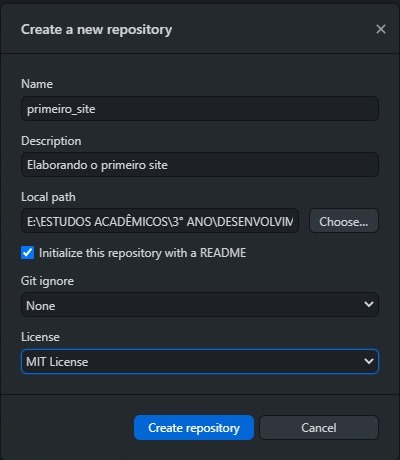 Create a new repository
Name
primeiro_site
Description
Elaborando o primeiro site
Local path
E:\ESTUDOS ACADÊMICOS\3° ANO\DESENVOLVIM
Choose...
Initialize this repository with a README
Git ignore
None
License
MIT License
Create repository
Cancel